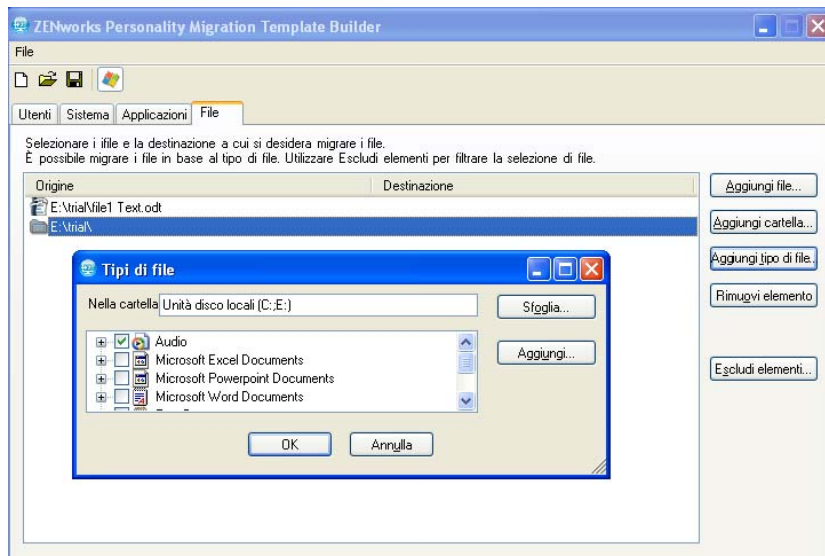 ZENworks Personality Migration Template Builder
File
Utenti Sistema Applicazioni File
Selezionare i ifile e la destinazione a cui si desidera migrare i file.
È possibile migrare i file in base al tipo di file. Utilizzare Escludi elementi per filtrare la selezione di file.
Origine Destinazione
E:\trial\file1 Text.odt
E:\trial\
Aggiungi file...
Aggiungi cartella...
Aggiungi tipo di file..
Rimuovi elemento
Escludi elementi...
Tipi di file
Nella cartella Unità disco locali (C:;E:) Sfoglia...
Audio
Microsoft Excel Documents
Microsoft Powerpoint Documents
Microsoft Word Documents
Aggiungi...
OK Annulla